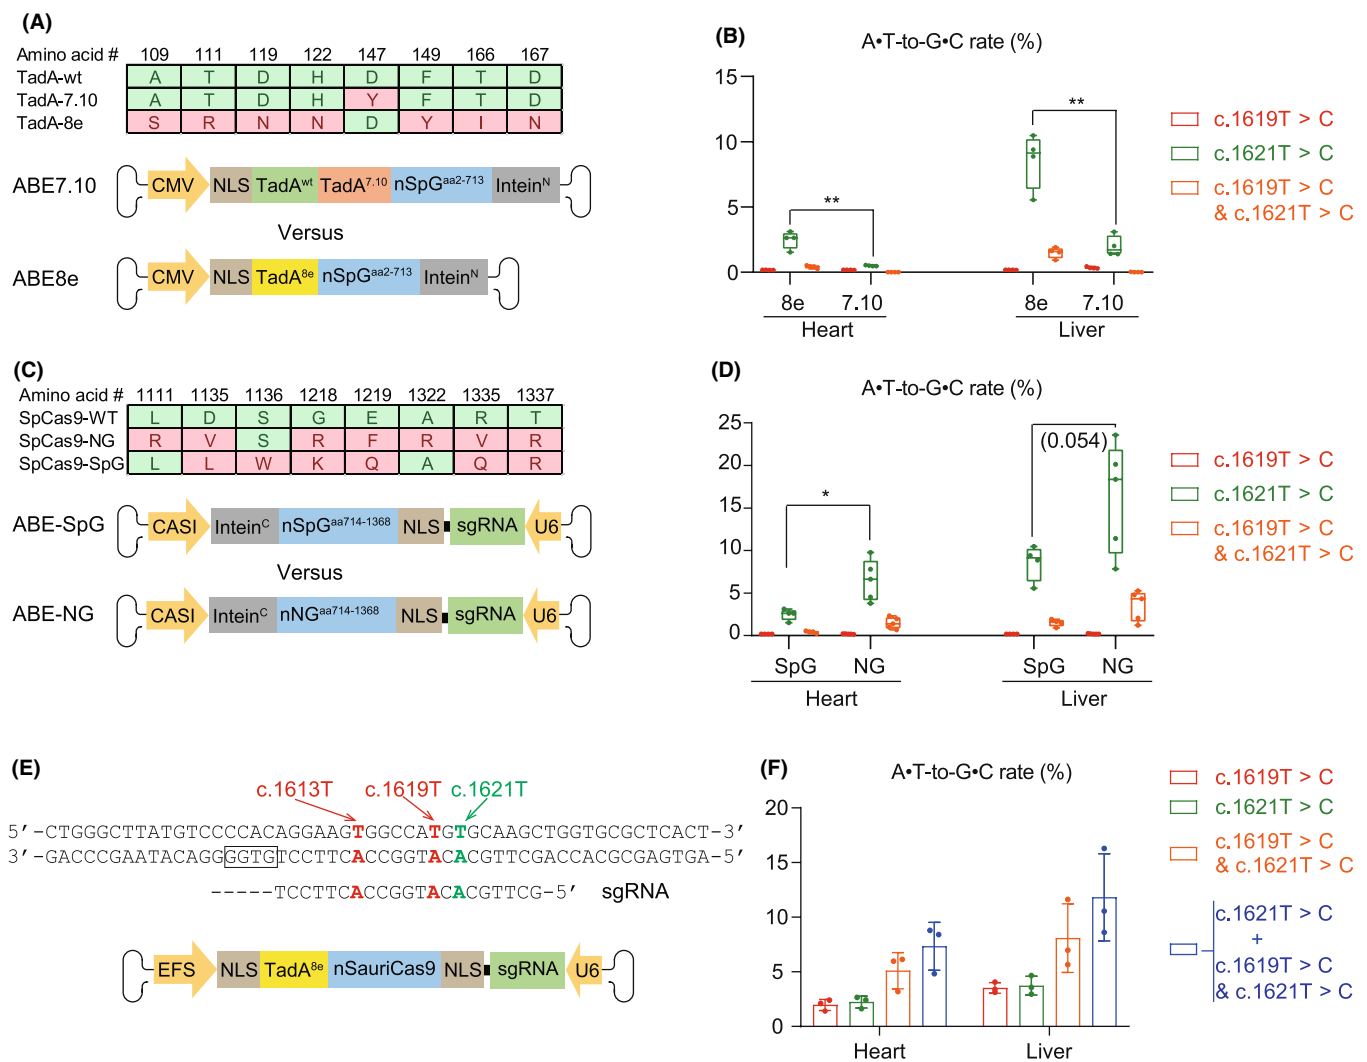 (A)
Amino acid # 109 111 119 122 147 149 166 167
TadA-wt A T D H D F T D
TadA-7.10 A T D H Y F T D
TadA-8e S R N N D Y I N
ABE7.10 CMV NLS TadAwt TadA7.10 nSpGaa2-713 InteinN
Versus
ABE8e CMV NLS TadA8e nSpGaa2-713 InteinN
(B)
A•T-to-G•C rate (%)
15
10
5
0
**
**
8e 7.10 8e 7.10
Heart Liver
c.1619T > C
c.1621T > C
c.1619T > C
& c.1621T > C
(C)
Amino acid # 1111 1135 1136 1218 1219 1322 1335 1337
SpCas9-WT L D S G E A R T
SpCas9-NG R V S R F R V R
SpCas9-SpG L L W K Q A Q R
ABE-SpG CASI InteinC nSpGaa714-1368 NLS sgRNA U6
Versus
ABE-NG CASI InteinC nNGaa714-1368 NLS sgRNA U6
(D)
A•T-to-G•C rate (%)
25
20
15
10
5
0
*
(0.054)
SpG NG SpG NG
Heart Liver
c.1619T > C
c.1621T > C
c.1619T > C
& c.1621T > C
(E)
c.1613T c.1619T c.1621T
5'-CTGGGCTTATGTCCCCACAGGAAGTGGCCATGTGCAAGCTGGTGCGCTCACT-3'
3'-GACCCGAATACAGGGGGTGTCCTTCACCGGTACACGTTCGACCACGCGAGTGA-5'
-----TCCTTCACCGGTACACGTTCG-5' sgRNA
EFS NLS TadA8e nSauriCas9 NLS sgRNA U6
(F)
A•T-to-G•C rate (%)
20
15
10
5
0
Heart Liver
c.1619T > C
c.1621T > C
c.1619T > C
& c.1621T > C
c.1621T > C
+
c.1619T > C
& c.1621T > C